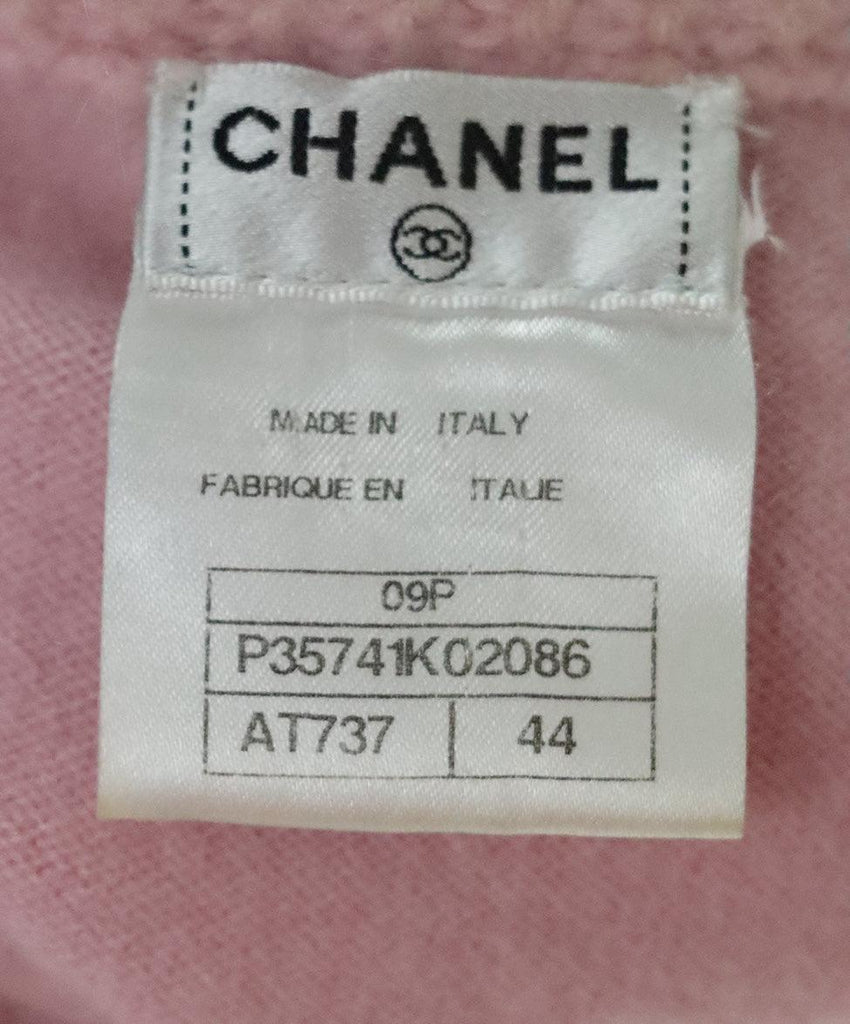 CHANEL
MADE IN ITALY
FABRIQUE EN ITALIE
09P
P35741K02086
AT737 44